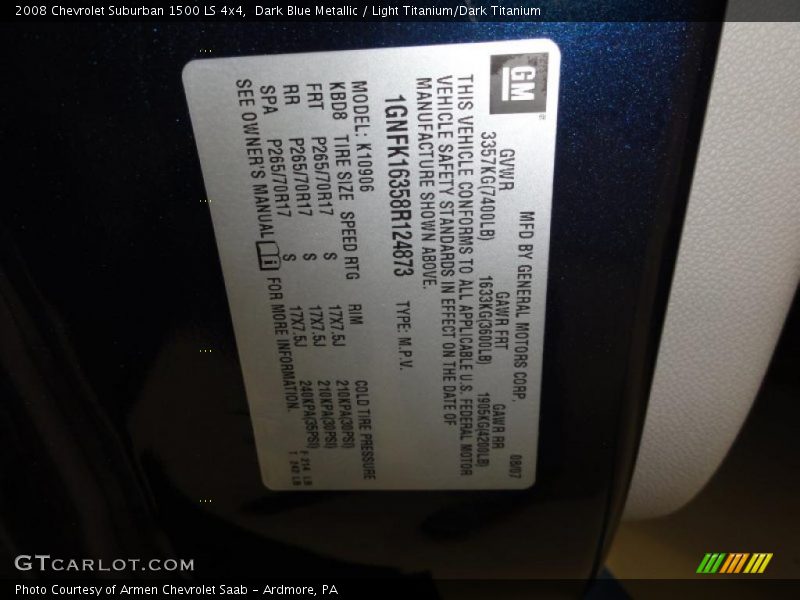 2008 Chevrolet Suburban 1500 LS 4x4, Dark Blue Metallic / Light Titanium/Dark Titanium
GM
MFD BY GENERAL MOTORS CORP. 08/07
GVWR GAWR FRT GAWR RR
3357KG(7400LB) 1633KG(3600LB) 1905KG(4200LB)
THIS VEHICLE CONFORMS TO ALL APPLICABLE U.S. FEDERAL MOTOR
VEHICLE SAFETY STANDARDS IN EFFECT ON THE DATE OF
MANUFACTURE SHOWN ABOVE.
1GNFK16358R124873 TYPE: M.P.V.
MODEL: K10906
KBD8 TIRE SIZE SPEED RTG RIM COLD TIRE PRESSURE
FRT P265/70R17 S 17X7.5J 210KPA(30PSI)
RR P265/70R17 S 17X7.5J 210KPA(30PSI)
SPA P265/70R17 S 17X7.5J 240KPA(35PSI)
SEE OWNER'S MANUAL i FOR MORE INFORMATION.
F 214 LB
T 242 LB
GTCARLOT.COM
Photo Courtesy of Armen Chevrolet Saab - Ardmore, PA